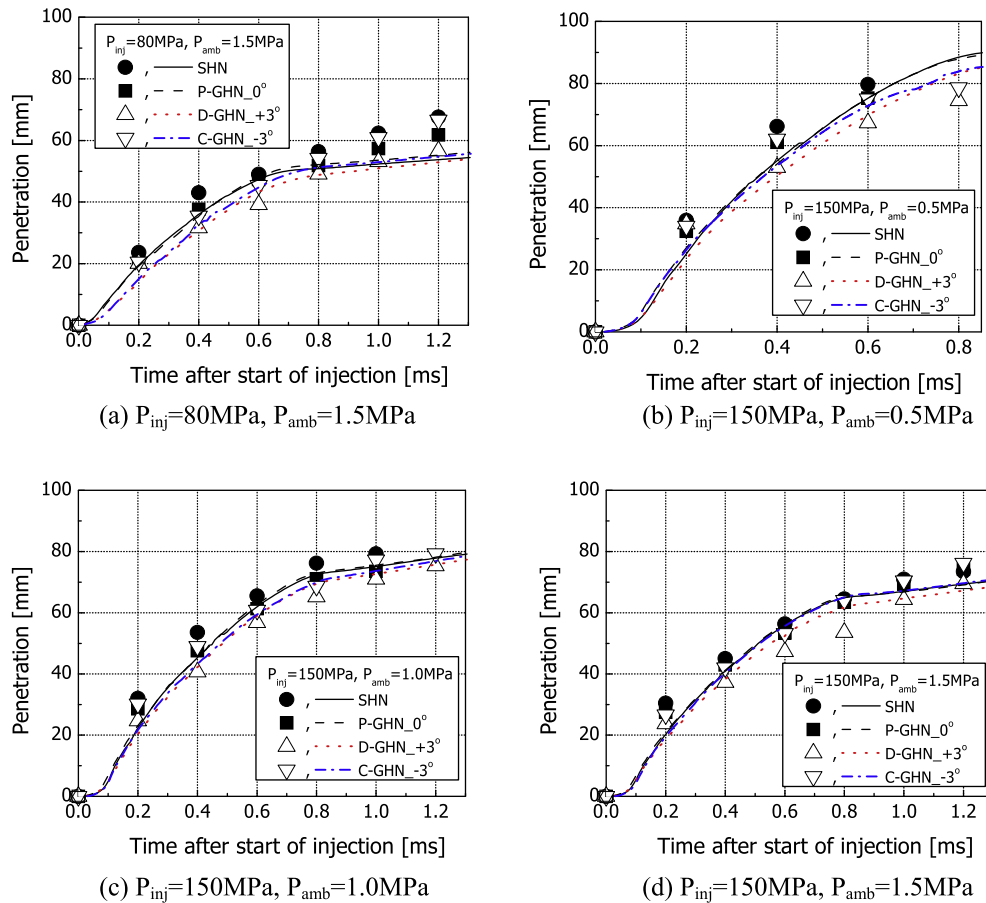 P_inj=80MPa, P_amb=1.5MPa
, SHN
, P-GHN_0°
, D-GHN_+3°
, C-GHN_-3°
Penetration [mm]
100
80
60
40
20
0
0.0 0.2 0.4 0.6 0.8 1.0 1.2
Time after start of injection [ms]
(a) P_inj=80MPa, P_amb=1.5MPa
Penetration [mm]
100
80
60
40
20
0
P_inj=150MPa, P_amb=0.5MPa
, SHN
, P-GHN_0°
, D-GHN_+3°
, C-GHN_-3°
0.0 0.2 0.4 0.6 0.8
Time after start of injection [ms]
(b) P_inj=150MPa, P_amb=0.5MPa
Penetration [mm]
100
80
60
40
20
0
P_inj=150MPa, P_amb=1.0MPa
, SHN
, P-GHN_0°
, D-GHN_+3°
, C-GHN_-3°
0.0 0.2 0.4 0.6 0.8 1.0 1.2
Time after start of injection [ms]
(c) P_inj=150MPa, P_amb=1.0MPa
Penetration [mm]
100
80
60
40
20
0
P_inj=150MPa, P_amb=1.5MPa
, SHN
, P-GHN_0°
, D-GHN_+3°
, C-GHN_-3°
0.0 0.2 0.4 0.6 0.8 1.0 1.2
Time after start of injection [ms]
(d) P_inj=150MPa, P_amb=1.5MPa